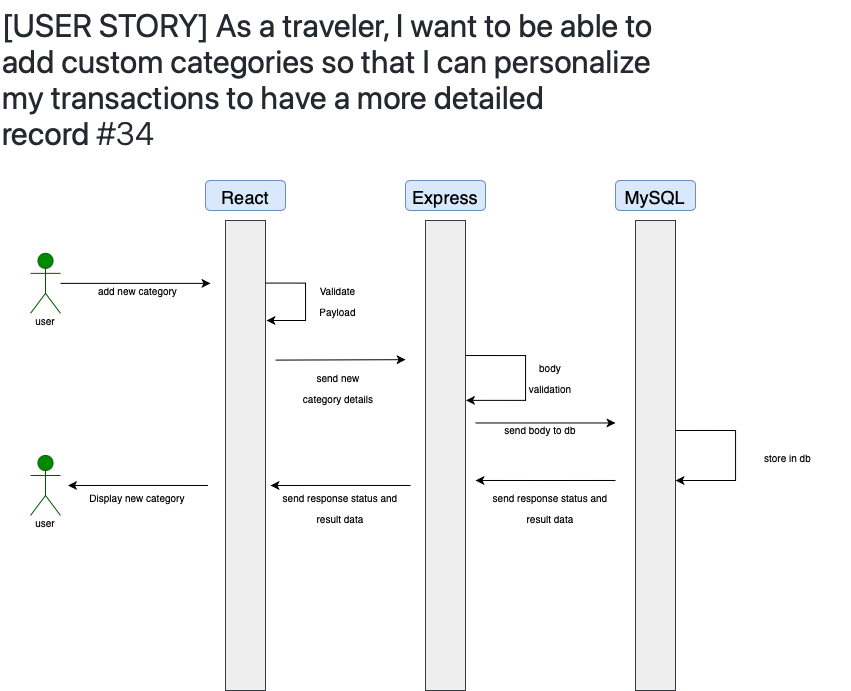 [USER STORY] As a traveler, I want to be able to
add custom categories so that I can personalize
my transactions to have a more detailed
record #34
React
Express
MySQL
add new category
user
Validate
Payload
send new
category details
body
validation
send body to db
store in db
Display new category
user
send response status and
result data
send response status and
result data